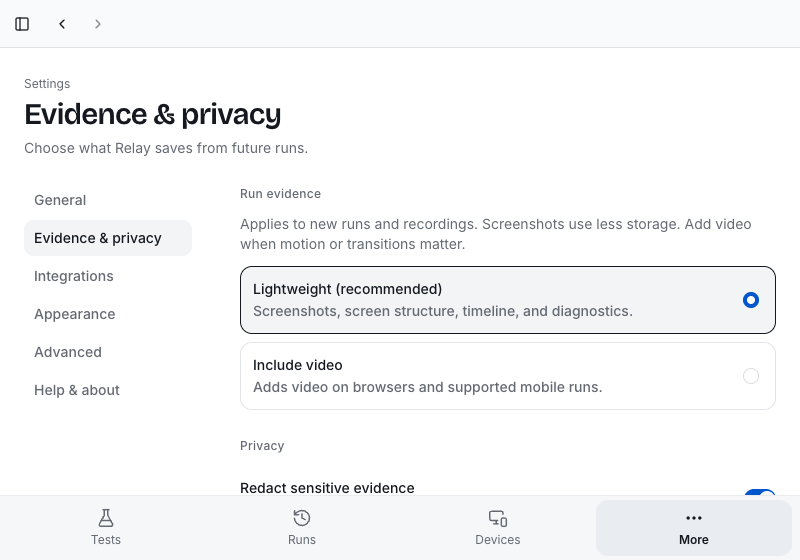 Settings
Evidence & privacy
Choose what Relay saves from future runs.
General
Evidence & privacy
Integrations
Appearance
Advanced
Help & about
Run evidence
Applies to new runs and recordings. Screenshots use less storage. Add video
when motion or transitions matter.
Lightweight (recommended)
Screenshots, screen structure, timeline, and diagnostics.
Include video
Adds video on browsers and supported mobile runs.
Privacy
Redact sensitive evidence
Tests
Runs
Devices
More